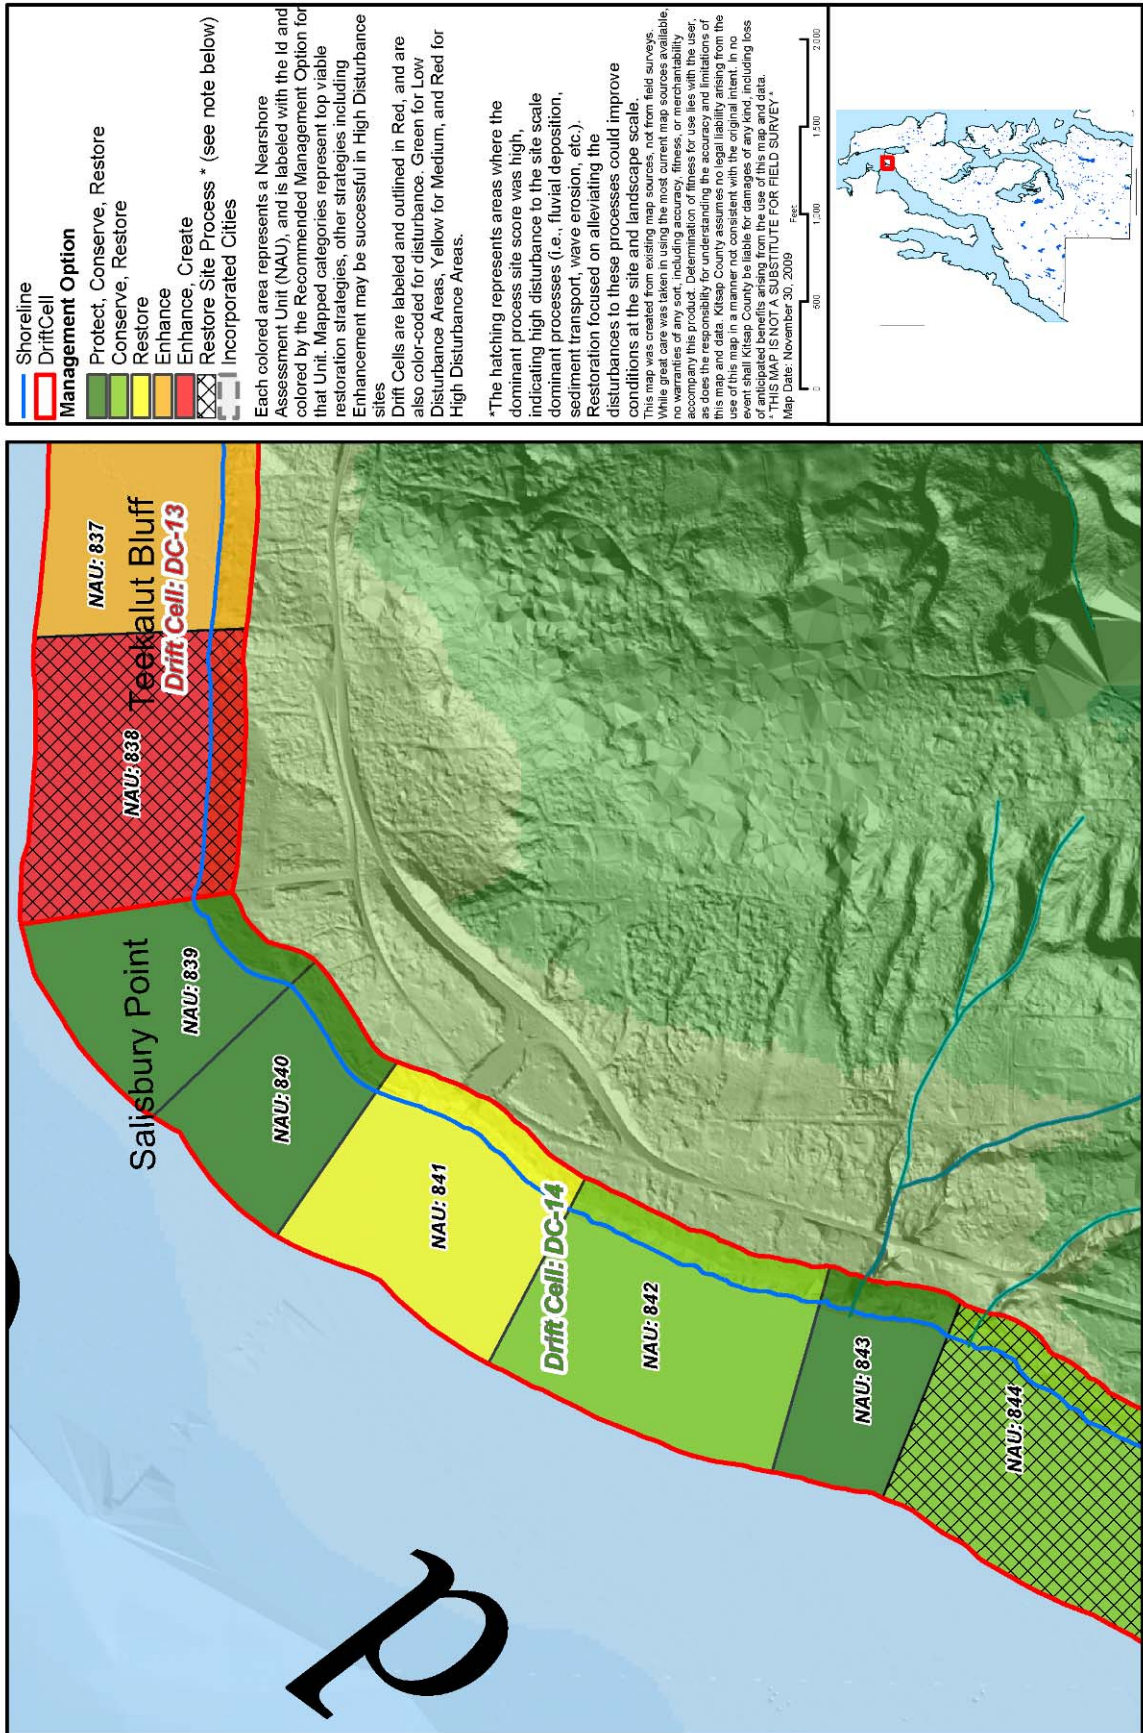 Shoreline
DriftCell
Management Option
Protect, Conserve, Restore
Conserve, Restore
Restore
Enhance
Enhance, Create
Restore Site Process * (see note below)
Incorporated Cities
Each colored area represents a Nearshore
Assessment Unit (NAU), and is labeled with the Id and
colored by the Recommended Management Option for
that Unit. Mapped categories represent top viable
restoration strategies, other strategies including
Enhancement may be successful in High Disturbance
sites
Drift Cells are labeled and outlined in Red, and are
also color-coded for disturbance. Green for Low
Disturbance Areas, Yellow for Medium, and Red for
High Disturbance Areas.
*The hatching represents areas where the
dominant process site score was high,
indicating high disturbance to the site scale
dominant processes (i.e., fluvial deposition,
sediment transport, wave erosion, etc.).
Restoration focused on alleviating the
disturbances to these processes could improve
conditions at the site and landscape scale.
This map was created from existing map sources, not from field surveys.
While great care was taken in using the most current map sources available,
no warranties of any sort, including accuracy, fitness, or merchantability
accompany this product. Determination of fitness for use lies with the user,
as does the responsiblity for understanding the accuracy and limitations of
this map and data. Kitsap County assumes no legal liability arising from the
use of this map in a manner not consistent with the original intent. In no
event shall Kitsap County be liable for damages of any kind, including loss
of anticipated benefits arising from the use of this map and data.
* THIS MAP IS NOT A SUBSTITUTE FOR FIELD SURVEY *
Map Date: November 30, 2009
Feet
0 500 1,000 1,500 2,000
NAU: 837
Teekalut Bluff
Drift Cell: DC-13
NAU: 838
Salisbury Point
NAU: 839
NAU: 840
NAU: 841
Drift Cell: DC-14
NAU: 842
NAU: 843
NAU: 844
p